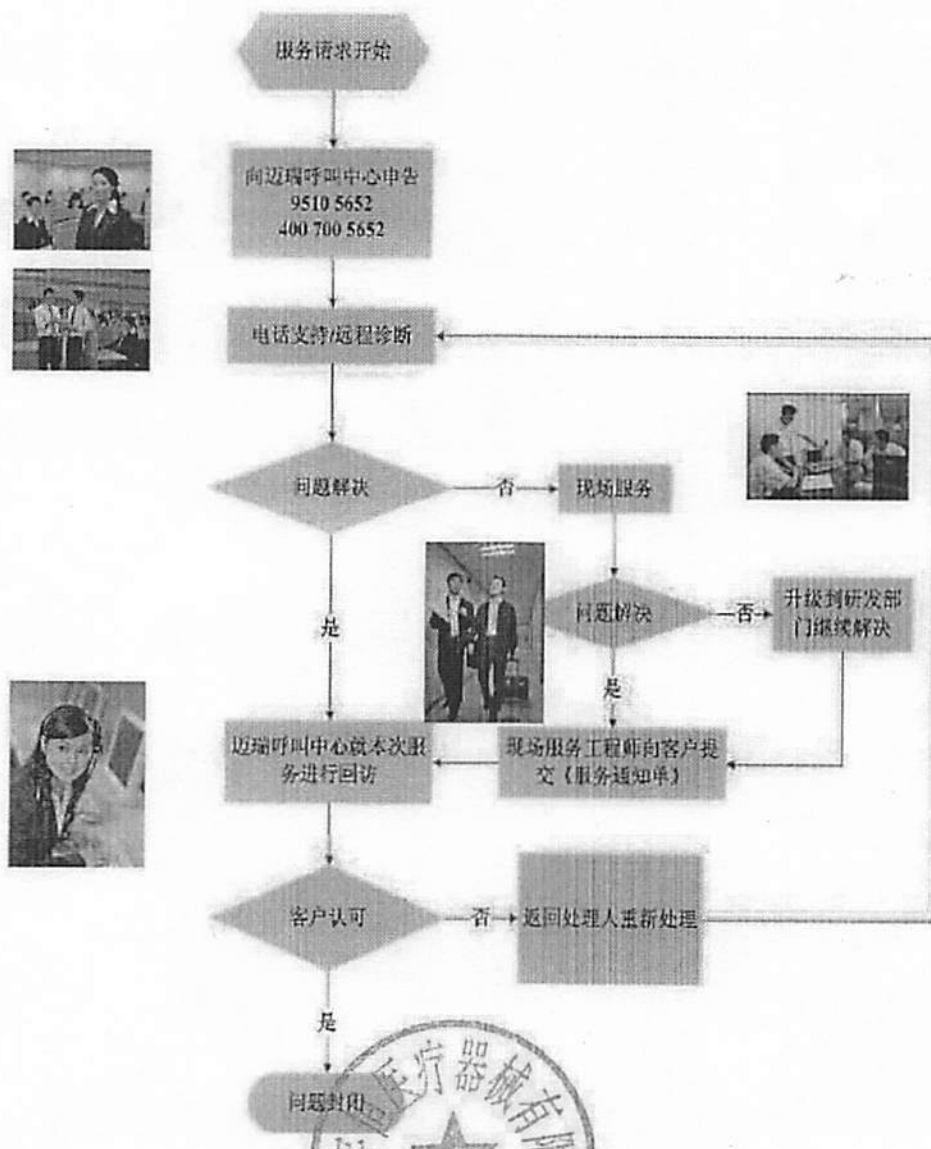 服务请求开始
向迈瑞呼叫中心申告
9510 5652
400 700 5652
电话支持/远程诊断
问题解决
否
现场服务
是
问题解决
否
升级到研发部
门继续解决
是
迈瑞呼叫中心就本次服
务进行回访
现场服务工程师向客户提
交《服务通知单》
客户认可
否
返回处理人重新处理
是
问题封闭
医疗器械有限